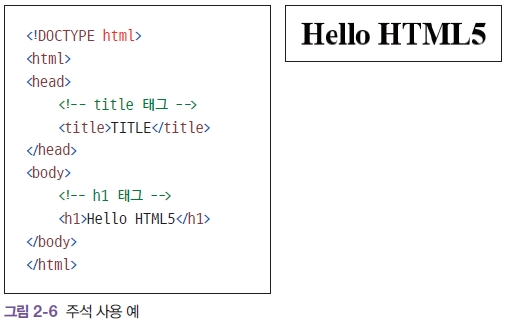 <!DOCTYPE html>
<html>
<head>
<!-- title 태그 -->
<title>TITLE</title>
</head>
<body>
<!-- h1 태그 -->
<h1>Hello HTML5</h1>
</body>
</html>
Hello HTML5
그림 2-6 주석 사용 예